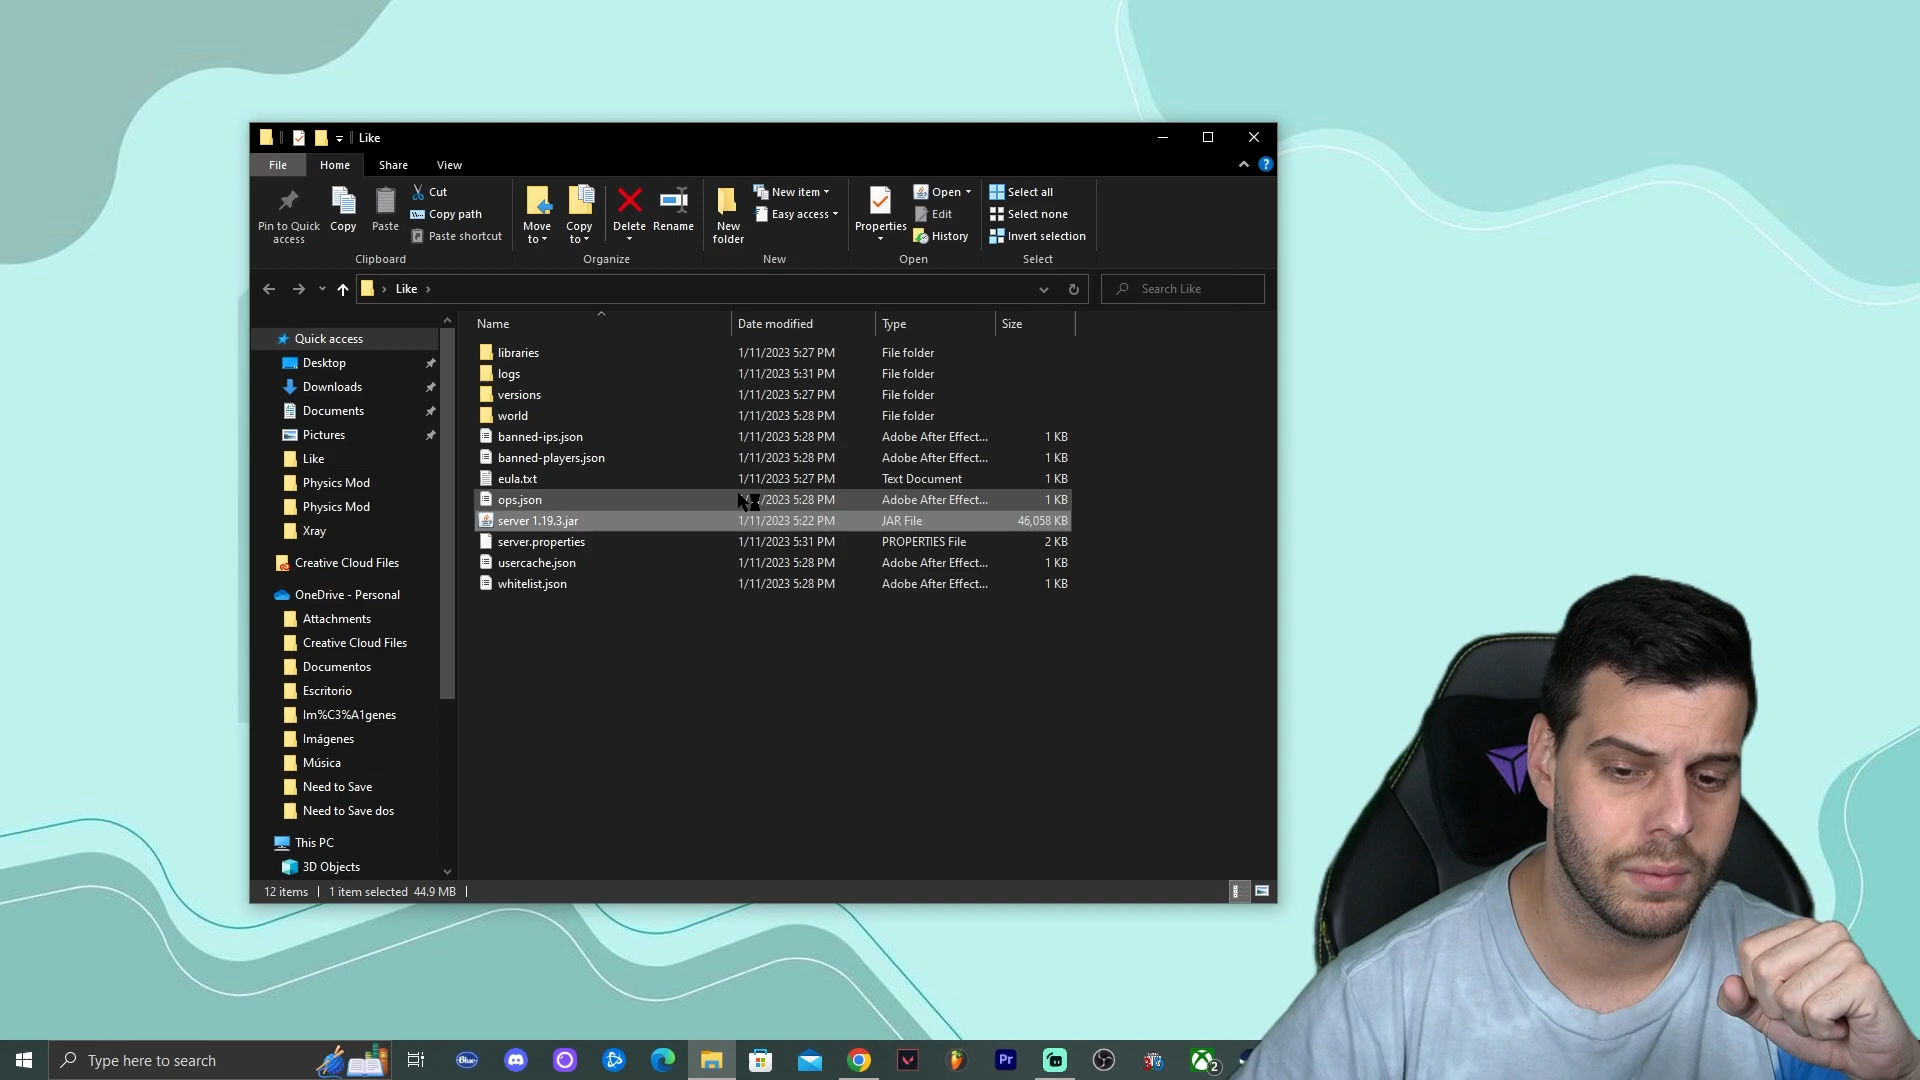 Like
File Home Share View
Pin to Quick access
Copy
Paste
Cut
Copy path
Paste shortcut
Clipboard
Move to
Copy to
Delete
Rename
Organize
New folder
New item
Easy access
New
Properties
Open
Edit
History
Open
Select all
Select none
Invert selection
Select
Like
Search Like
Name Date modified Type Size
Quick access
Desktop
Downloads
Documents
Pictures
Like
Physics Mod
Physics Mod
Xray
Creative Cloud Files
OneDrive - Personal
Attachments
Creative Cloud Files
Documentos
Escritorio
Im%C3%A1genes
Imágenes
Música
Need to Save
Need to Save dos
This PC
3D Objects
libraries 1/11/2023 5:27 PM File folder
logs 1/11/2023 5:31 PM File folder
versions 1/11/2023 5:27 PM File folder
world 1/11/2023 5:28 PM File folder
banned-ips.json 1/11/2023 5:28 PM Adobe After Effect... 1 KB
banned-players.json 1/11/2023 5:28 PM Adobe After Effect... 1 KB
eula.txt 1/11/2023 5:27 PM Text Document 1 KB
ops.json /2023 5:28 PM Adobe After Effect... 1 KB
server 1.19.3.jar 1/11/2023 5:22 PM JAR File 46,058 KB
server.properties 1/11/2023 5:31 PM PROPERTIES File 2 KB
usercache.json 1/11/2023 5:28 PM Adobe After Effect... 1 KB
whitelist.json 1/11/2023 5:28 PM Adobe After Effect... 1 KB
12 items 1 item selected 44.9 MB
Type here to search
Blue
Pr
2